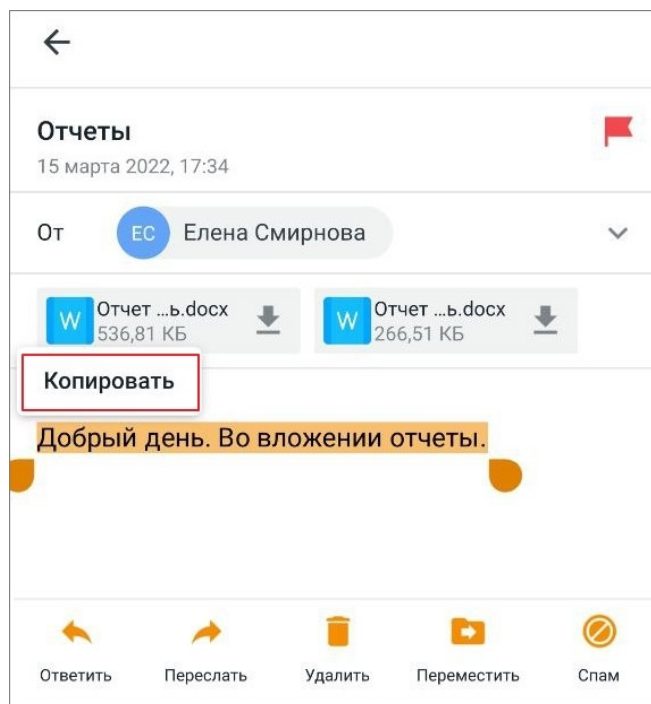 Отчеты
15 марта 2022, 17:34
От ЕС Елена Смирнова
W Отчет ...ь.docx W Отчет ...ь.docx
536,81 КБ 266,51 КБ
Копировать
Добрый день. Во вложении отчеты.
Ответить Переслать Удалить Переместить Спам